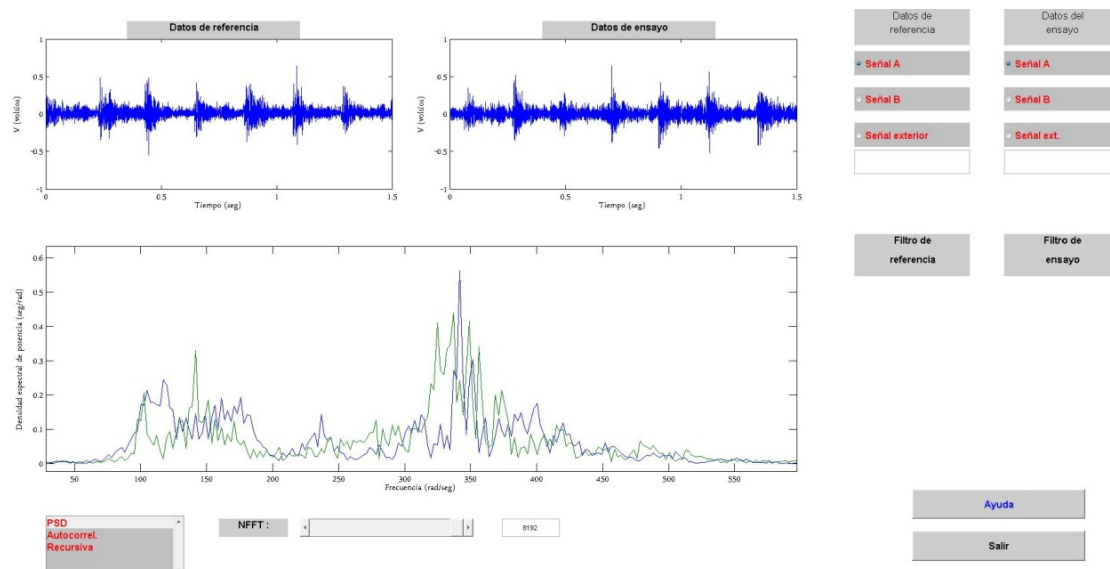 Datos de referencia
1
0.5
0
-0.5
-1
V (voltios)
0
0.5
1
1.5
Tiempo (seg)
Datos de ensayo
1
0.5
0
-0.5
-1
V (voltios)
0
0.5
1
1.5
Tiempo (seg)
Datos de
referencia
Señal A
Señal B
Señal exterior
Datos del
ensayo
Señal A
Señal B
Señal ext.
Filtro de
referencia
Filtro de
ensayo
0.6
0.5
0.4
0.3
0.2
0.1
0
Densidad espectral de potencia (seg/rad)
50
100
150
200
250
300
350
400
450
500
550
Frecuencia (rad/seg)
PSD
Autocorrel.
Recursiva
NFFT :
8192
Ayuda
Salir